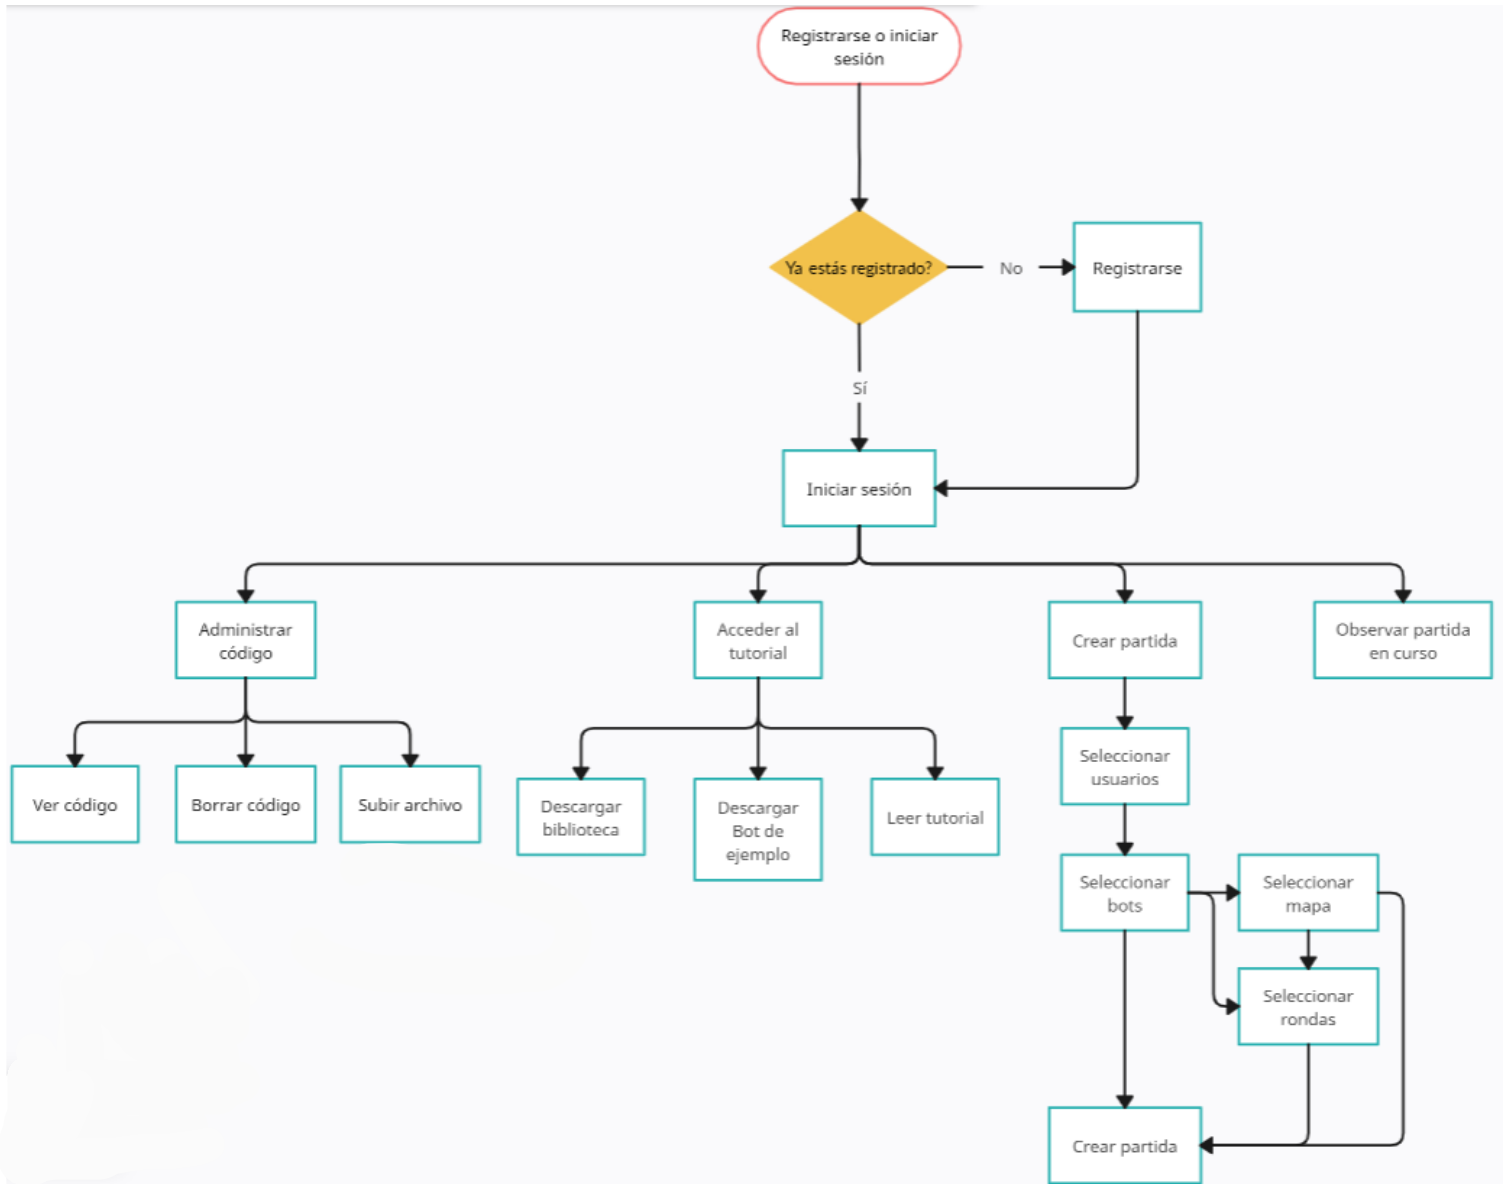 Registrarse o iniciar
sesión
Ya estás registrado?
No
Registrarse
Sí
Iniciar sesión
Administrar
código
Acceder al
tutorial
Crear partida
Observar partida
en curso
Ver código
Borrar código
Subir archivo
Descargar
biblioteca
Descargar
Bot de
ejemplo
Leer tutorial
Seleccionar
usuarios
Seleccionar
bots
Seleccionar
mapa
Seleccionar
rondas
Crear partida